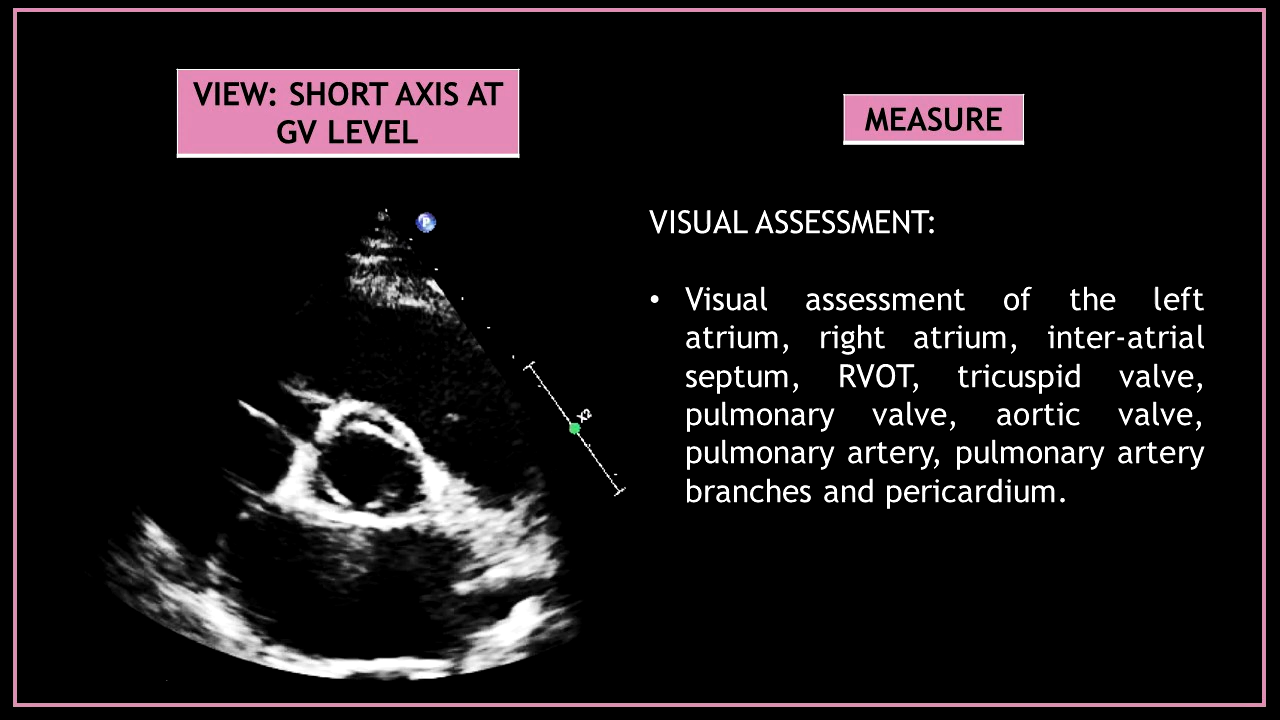 VIEW: SHORT AXIS AT
GV LEVEL
MEASURE
P
X2
VISUAL ASSESSMENT:
• Visual assessment of the left
atrium, right atrium, inter-atrial
septum, RVOT, tricuspid valve,
pulmonary valve, aortic valve,
pulmonary artery, pulmonary artery
branches and pericardium.